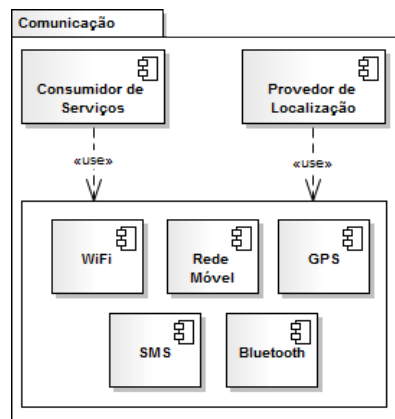 Comunicação
Consumidor de
Serviços
Provedor de
Localização
«use»
«use»
WiFi
Rede
Móvel
GPS
SMS
Bluetooth